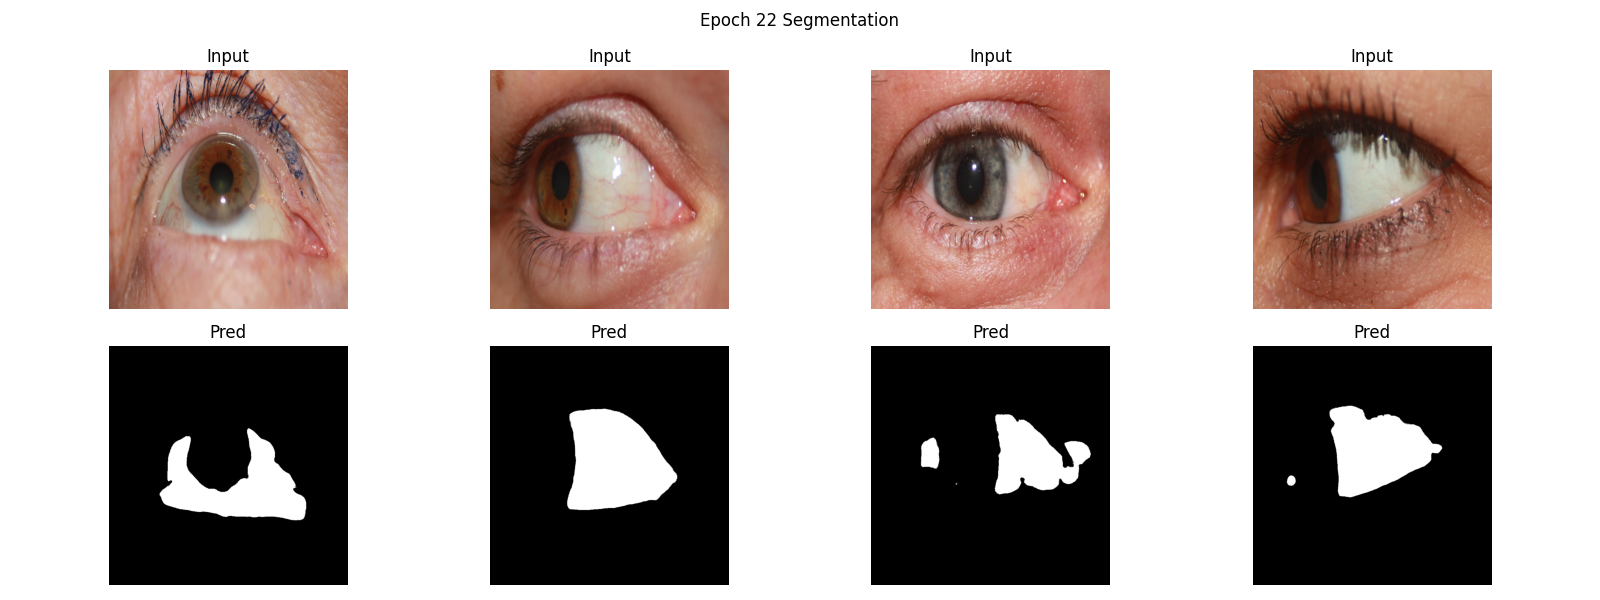 Epoch 22 Segmentation
Input Input Input Input
Pred Pred Pred Pred